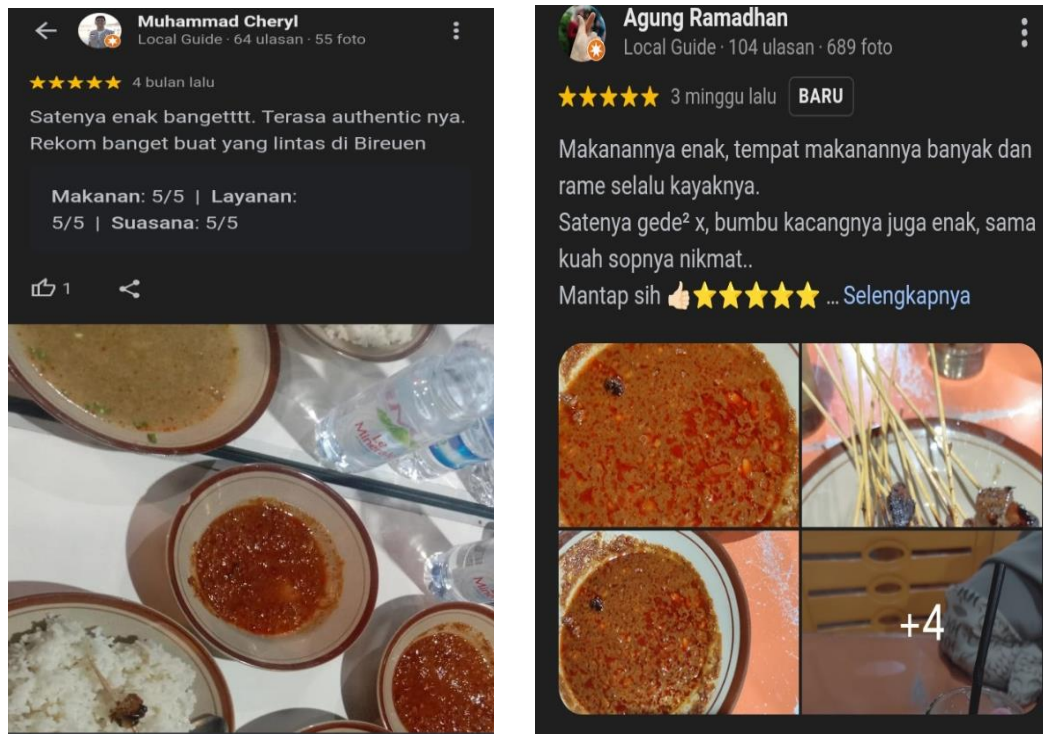 Muhammad Cheryl
Local Guide · 64 ulasan · 55 foto
★★★★★ 4 bulan lalu
Satenya enak bangetttt. Terasa authentic nya.
Rekom banget buat yang lintas di Bireuen
Makanan: 5/5 | Layanan:
5/5 | Suasana: 5/5
1
Le
Minerale
Agung Ramadhan
Local Guide · 104 ulasan · 689 foto
★★★★★ 3 minggu lalu BARU
Makanannya enak, tempat makanannya banyak dan
rame selalu kayaknya.
Satenya gede² x, bumbu kacangnya juga enak, sama
kuah sopnya nikmat..
Mantap sih 👍🏻⭐⭐⭐⭐⭐ ... Selengkapnya
+4